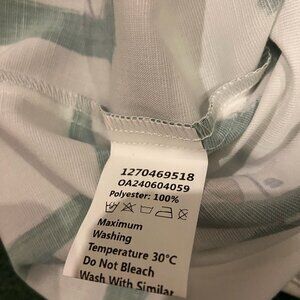 1270469518
OA240604059
Polyester: 100%
Maximum
Washing
Temperature 30°C
Do Not Bleach
Wash With Similar